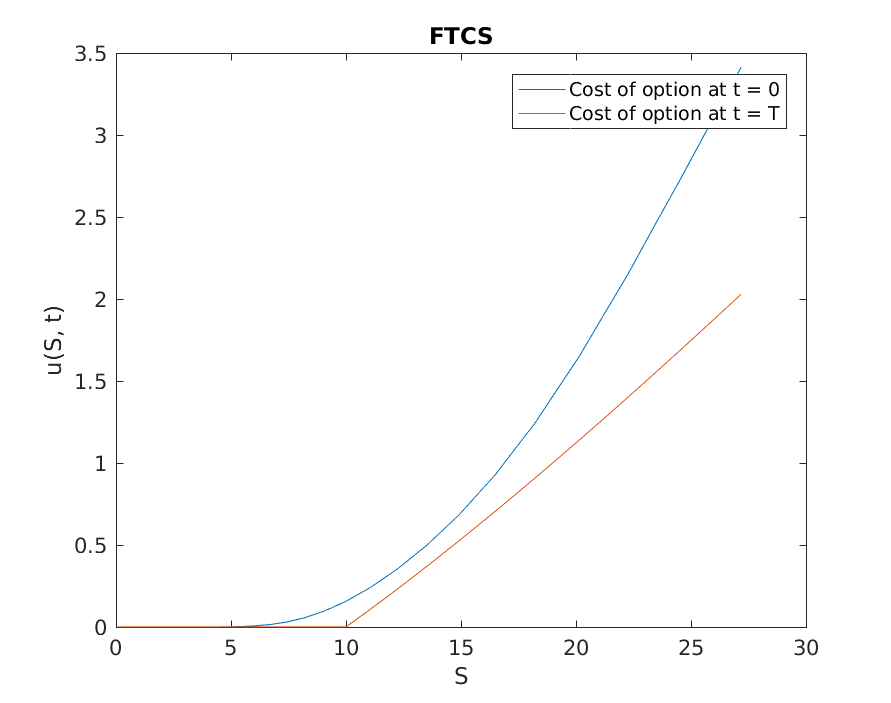 FTCS
3.5
3
2.5
2
1.5
1
0.5
0
u(S, t)
Cost of option at t = 0
Cost of option at t = T
0 5 10 15 20 25 30
S